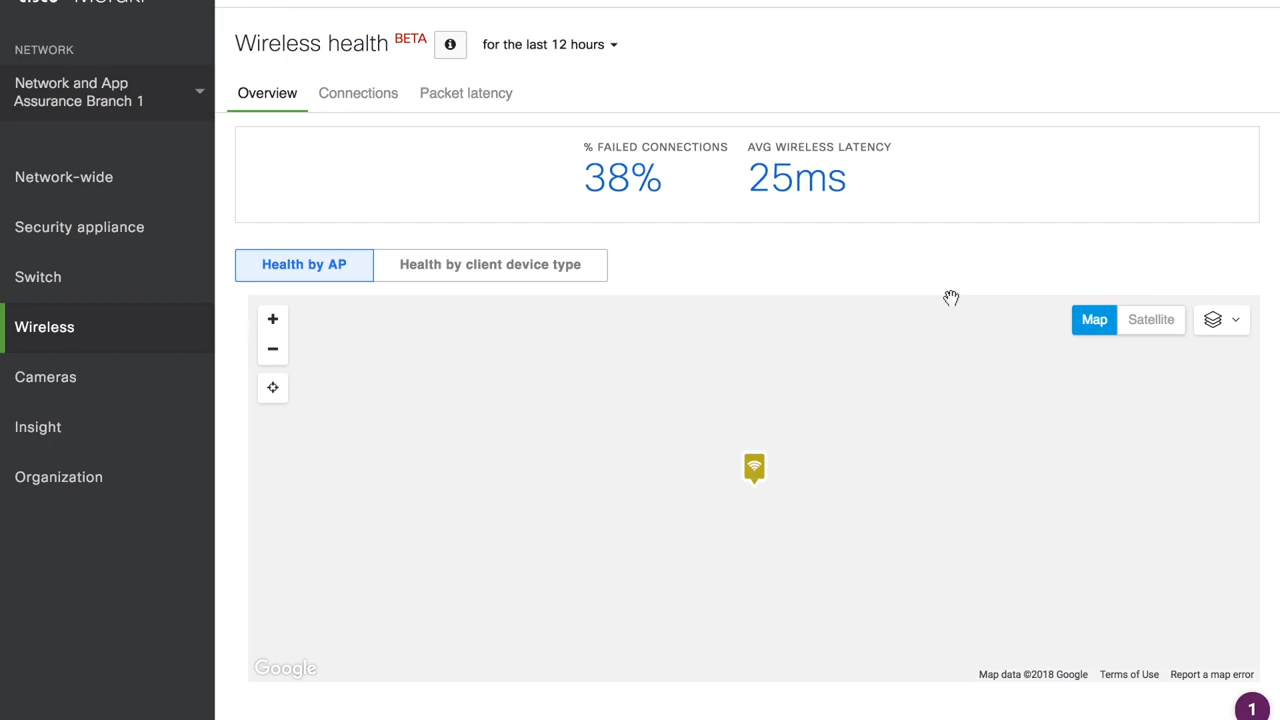 NETWORK
Network and App
Assurance Branch 1
Network-wide
Security appliance
Switch
Wireless
Cameras
Insight
Organization
Wireless health BETA
for the last 12 hours
Overview
Connections
Packet latency
% FAILED CONNECTIONS
38%
AVG WIRELESS LATENCY
25ms
Health by AP
Health by client device type
Map
Satellite
Google
Map data ©2018 Google
Terms of Use
Report a map error
1